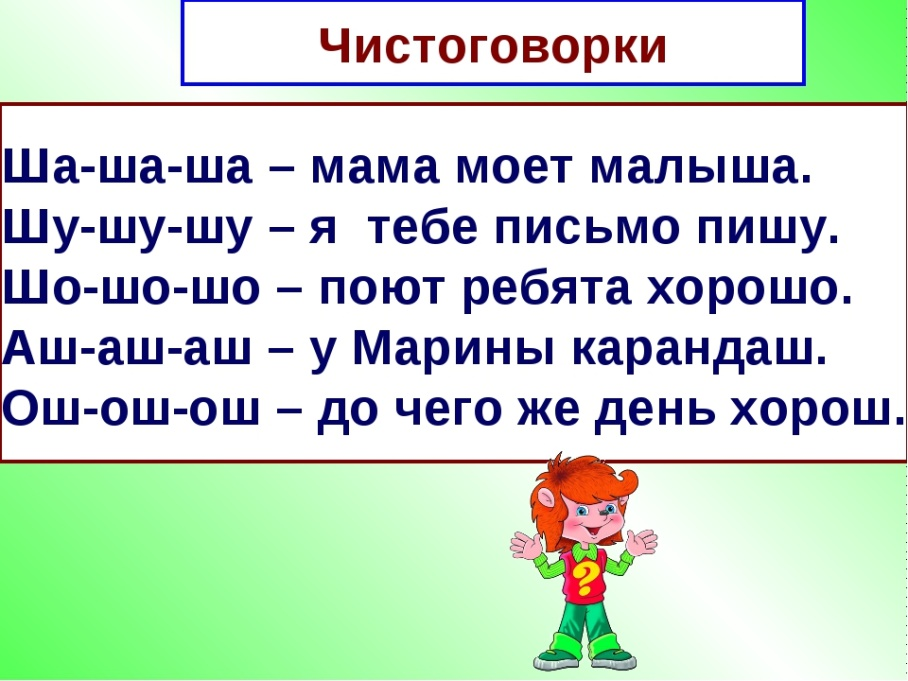 Чистоговорки
Ша-ша-ша – мама моет малыша.
Шу-шу-шу – я  тебе письмо пишу.
Шо-шо-шо – поют ребята хорошо.
Аш-аш-аш – у Марины карандаш.
Ош-ош-ош – до чего же день хорош.
?